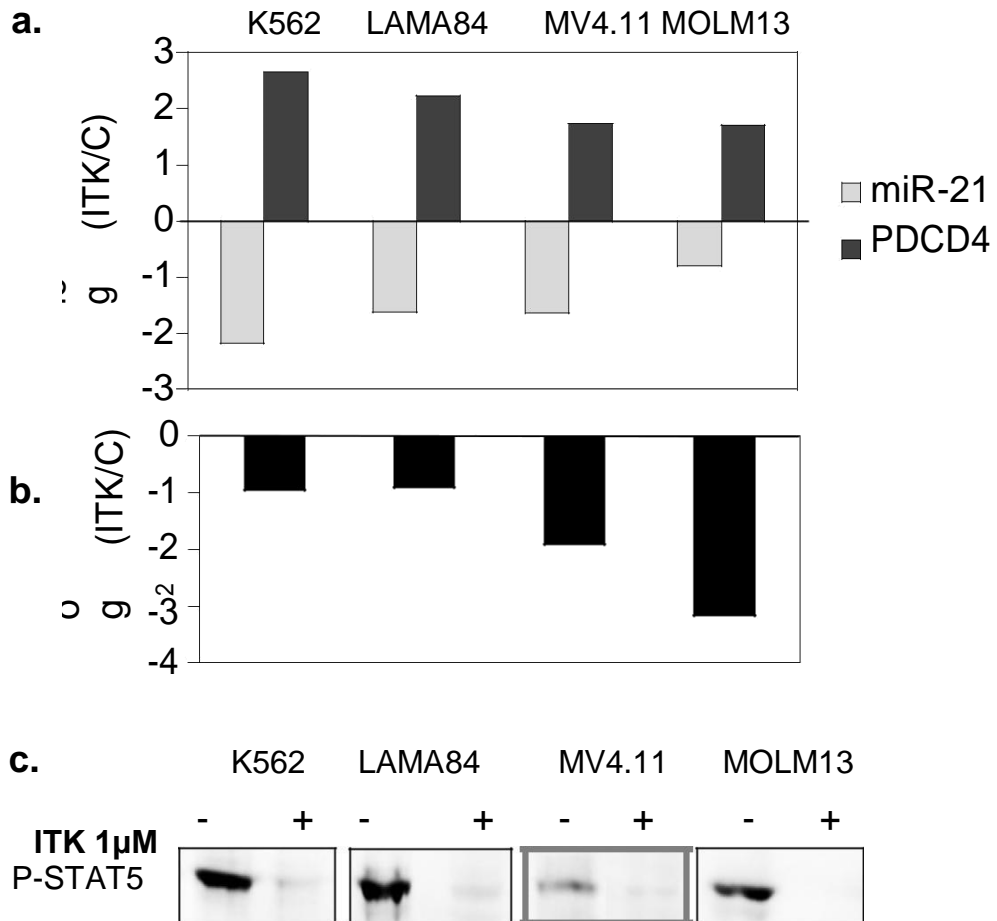 a.
K562 LAMA84 MV4.11 MOLM13
3
2
1
0
-1
-2
-3
g (ITK/C)
miR-21
PDCD4
b.
0
-1
-2
-3
-4
g 2 (ITK/C)
c.
K562 LAMA84 MV4.11 MOLM13
- + - + - + - +
ITK 1µM
P-STAT5